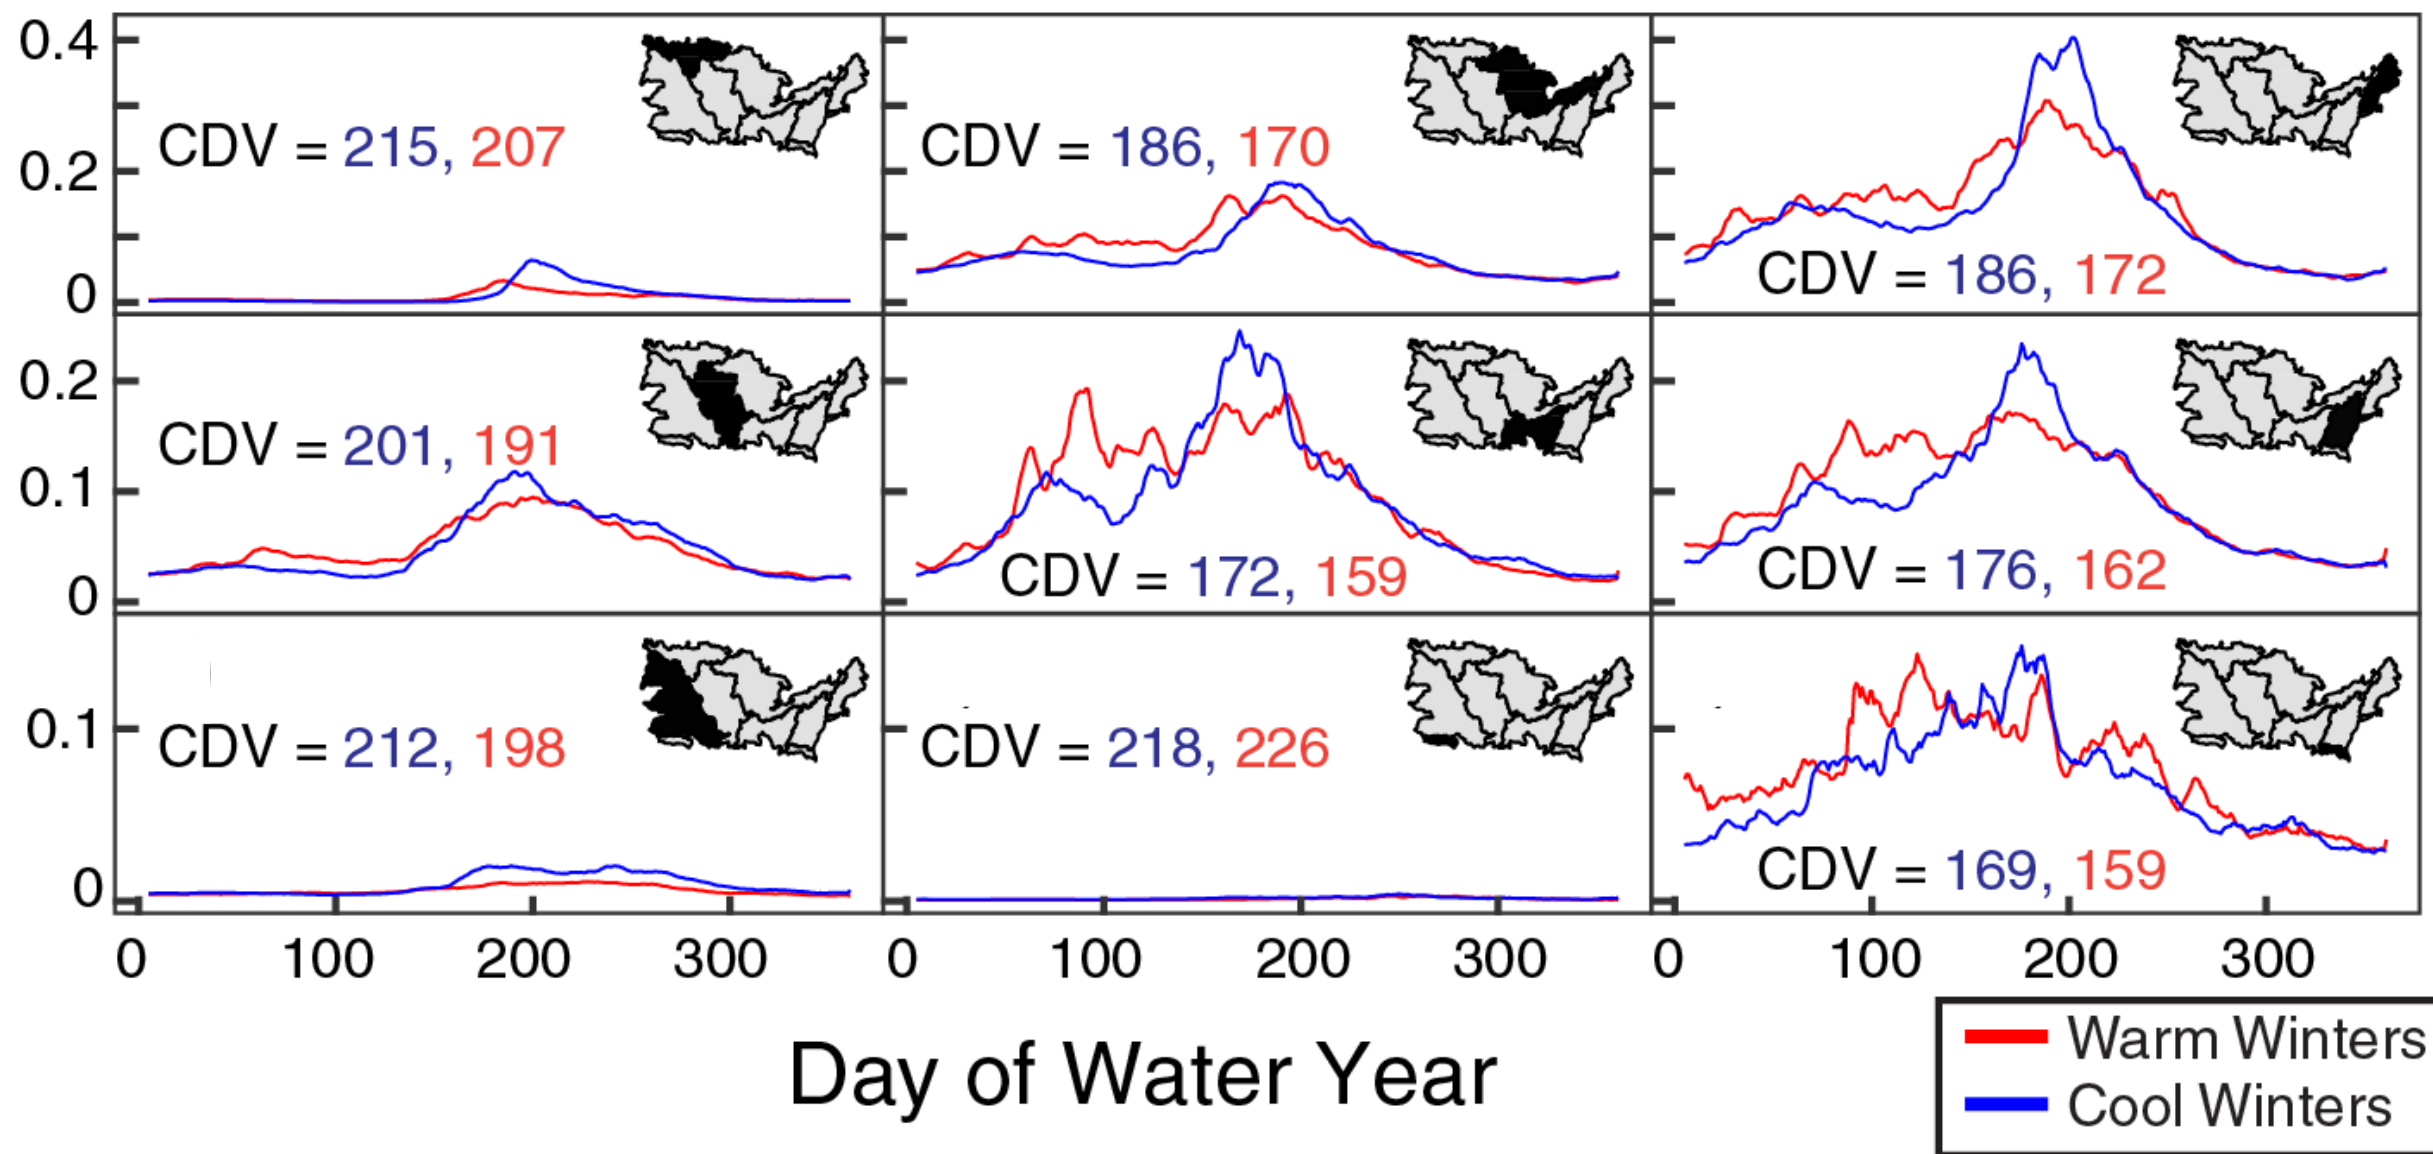 0.4
0.2
0
CDV = 215, 207
CDV = 186, 170
CDV = 186, 172
0.2
0.1
0
CDV = 201, 191
CDV = 172, 159
CDV = 176, 162
0.1
0
CDV = 212, 198
CDV = 218, 226
CDV = 169, 159
0 100 200 300 0 100 200 300 0 100 200 300
Day of Water Year
Warm Winters
Cool Winters